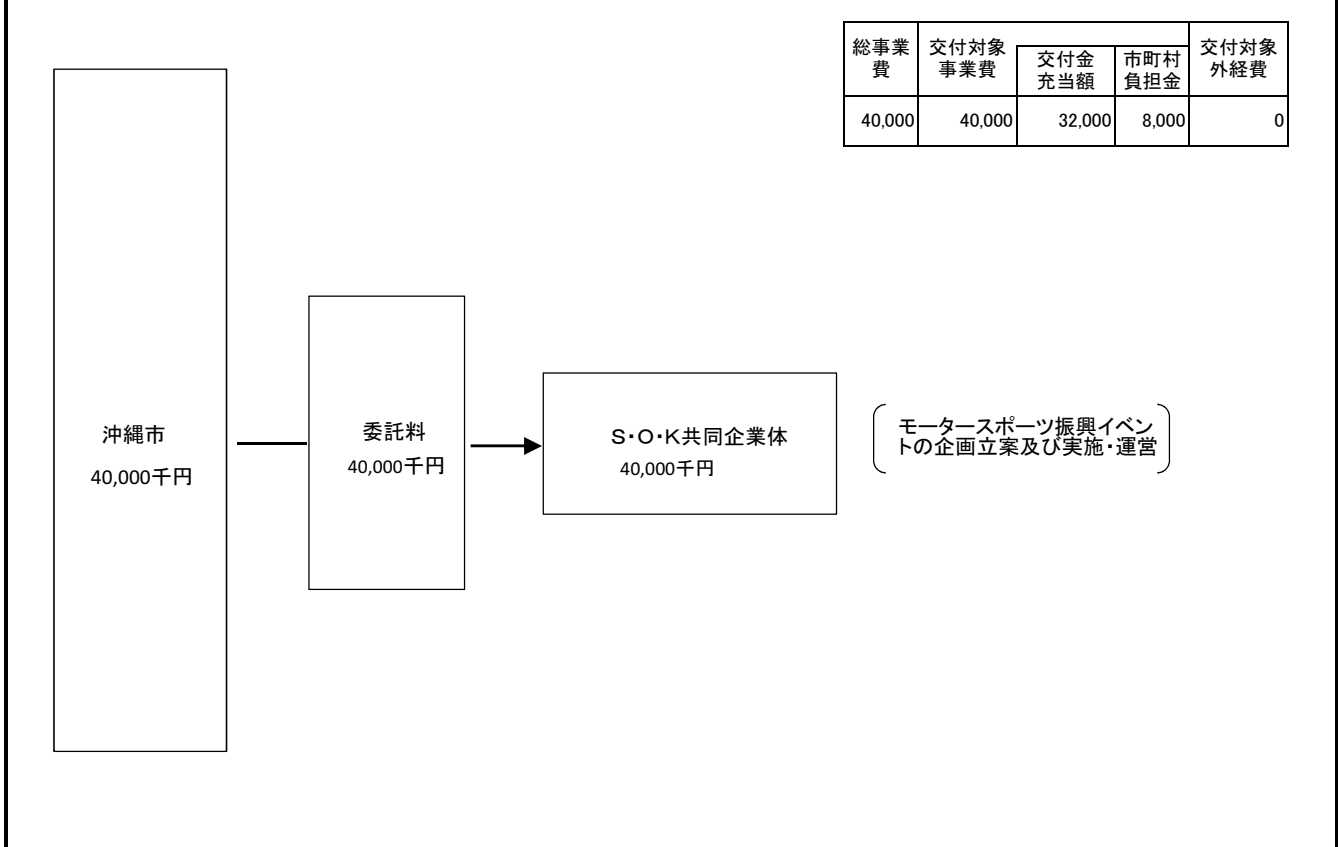 総事業
費
交付対象
事業費
交付金
充当額
市町村
負担金
交付対象
外経費
40,000
40,000
32,000
8,000
0
沖縄市
40,000千円
委託料
40,000千円
S・O・K共同企業体
40,000千円
モータースポーツ振興イベン
トの企画立案及び実施・運営